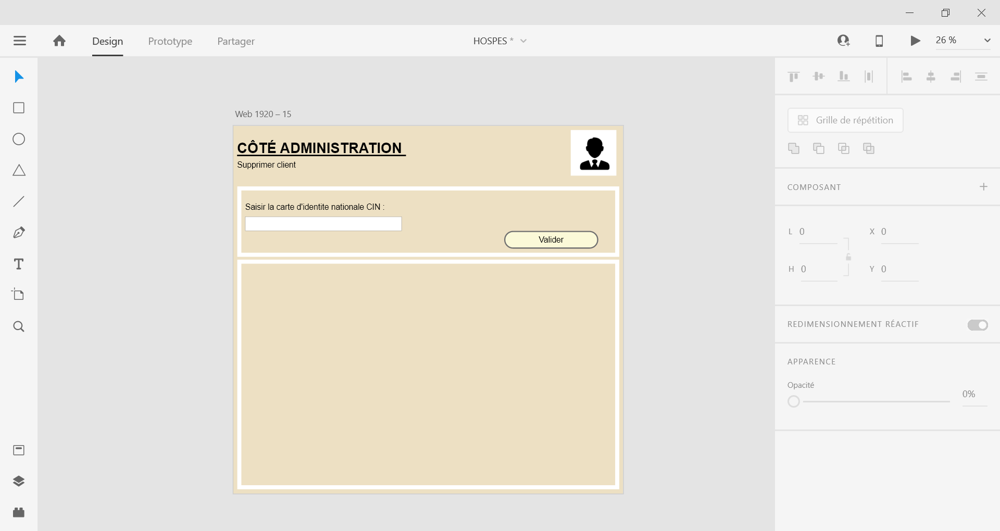 Design
Prototype
Partager
HOSPES *
26 %
Web 1920 – 15
CÔTÉ ADMINISTRATION
Supprimer client
Saisir la carte d'identite nationale CIN :
Valider
Grille de répétition
COMPOSANT
L 0
X 0
H 0
Y 0
REDIMENSIONNEMENT RÉACTIF
APPARENCE
Opacité
0%